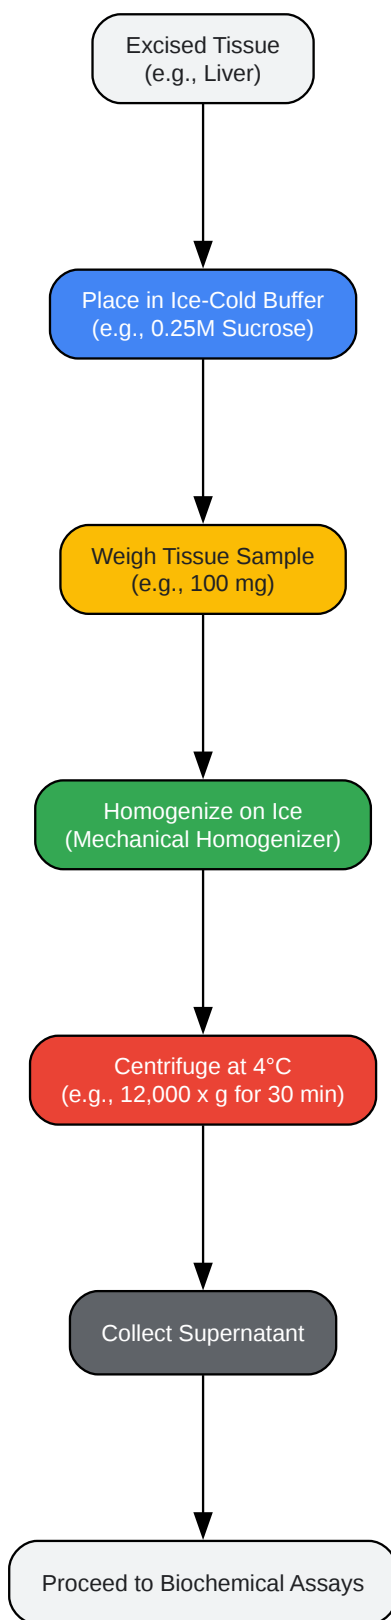 Excised Tissue
(e.g., Liver)
Place in Ice-Cold Buffer
(e.g., 0.25M Sucrose)
Weigh Tissue Sample
(e.g., 100 mg)
Homogenize on Ice
(Mechanical Homogenizer)
Centrifuge at 4°C
(e.g., 12,000 x g for 30 min)
Collect Supernatant
Proceed to Biochemical Assays